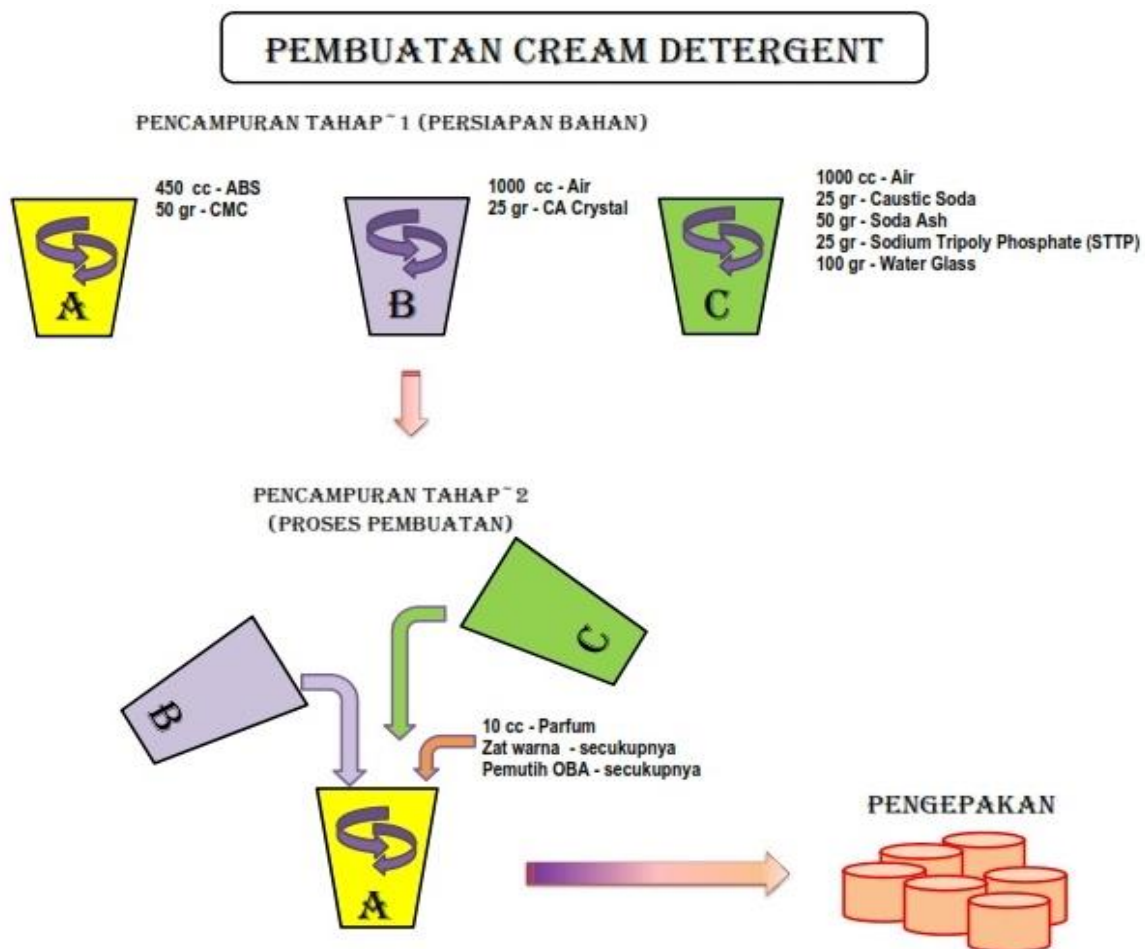 PEMBUATAN CREAM DETERGENT
PENCAMPURAN TAHAP~1 (PERSIAPAN BAHAN)
450 cc - ABS
50 gr - CMC
A
1000 cc - Air
25 gr - CA Crystal
B
1000 cc - Air
25 gr - Caustic Soda
50 gr - Soda Ash
25 gr - Sodium Tripoly Phosphate (STTP)
100 gr - Water Glass
C
PENCAMPURAN TAHAP~2
(PROSES PEMBUATAN)
C
B
10 cc - Parfum
Zat warna - secukupnya
Pemutih OBA - secukupnya
A
PENGEPAKAN